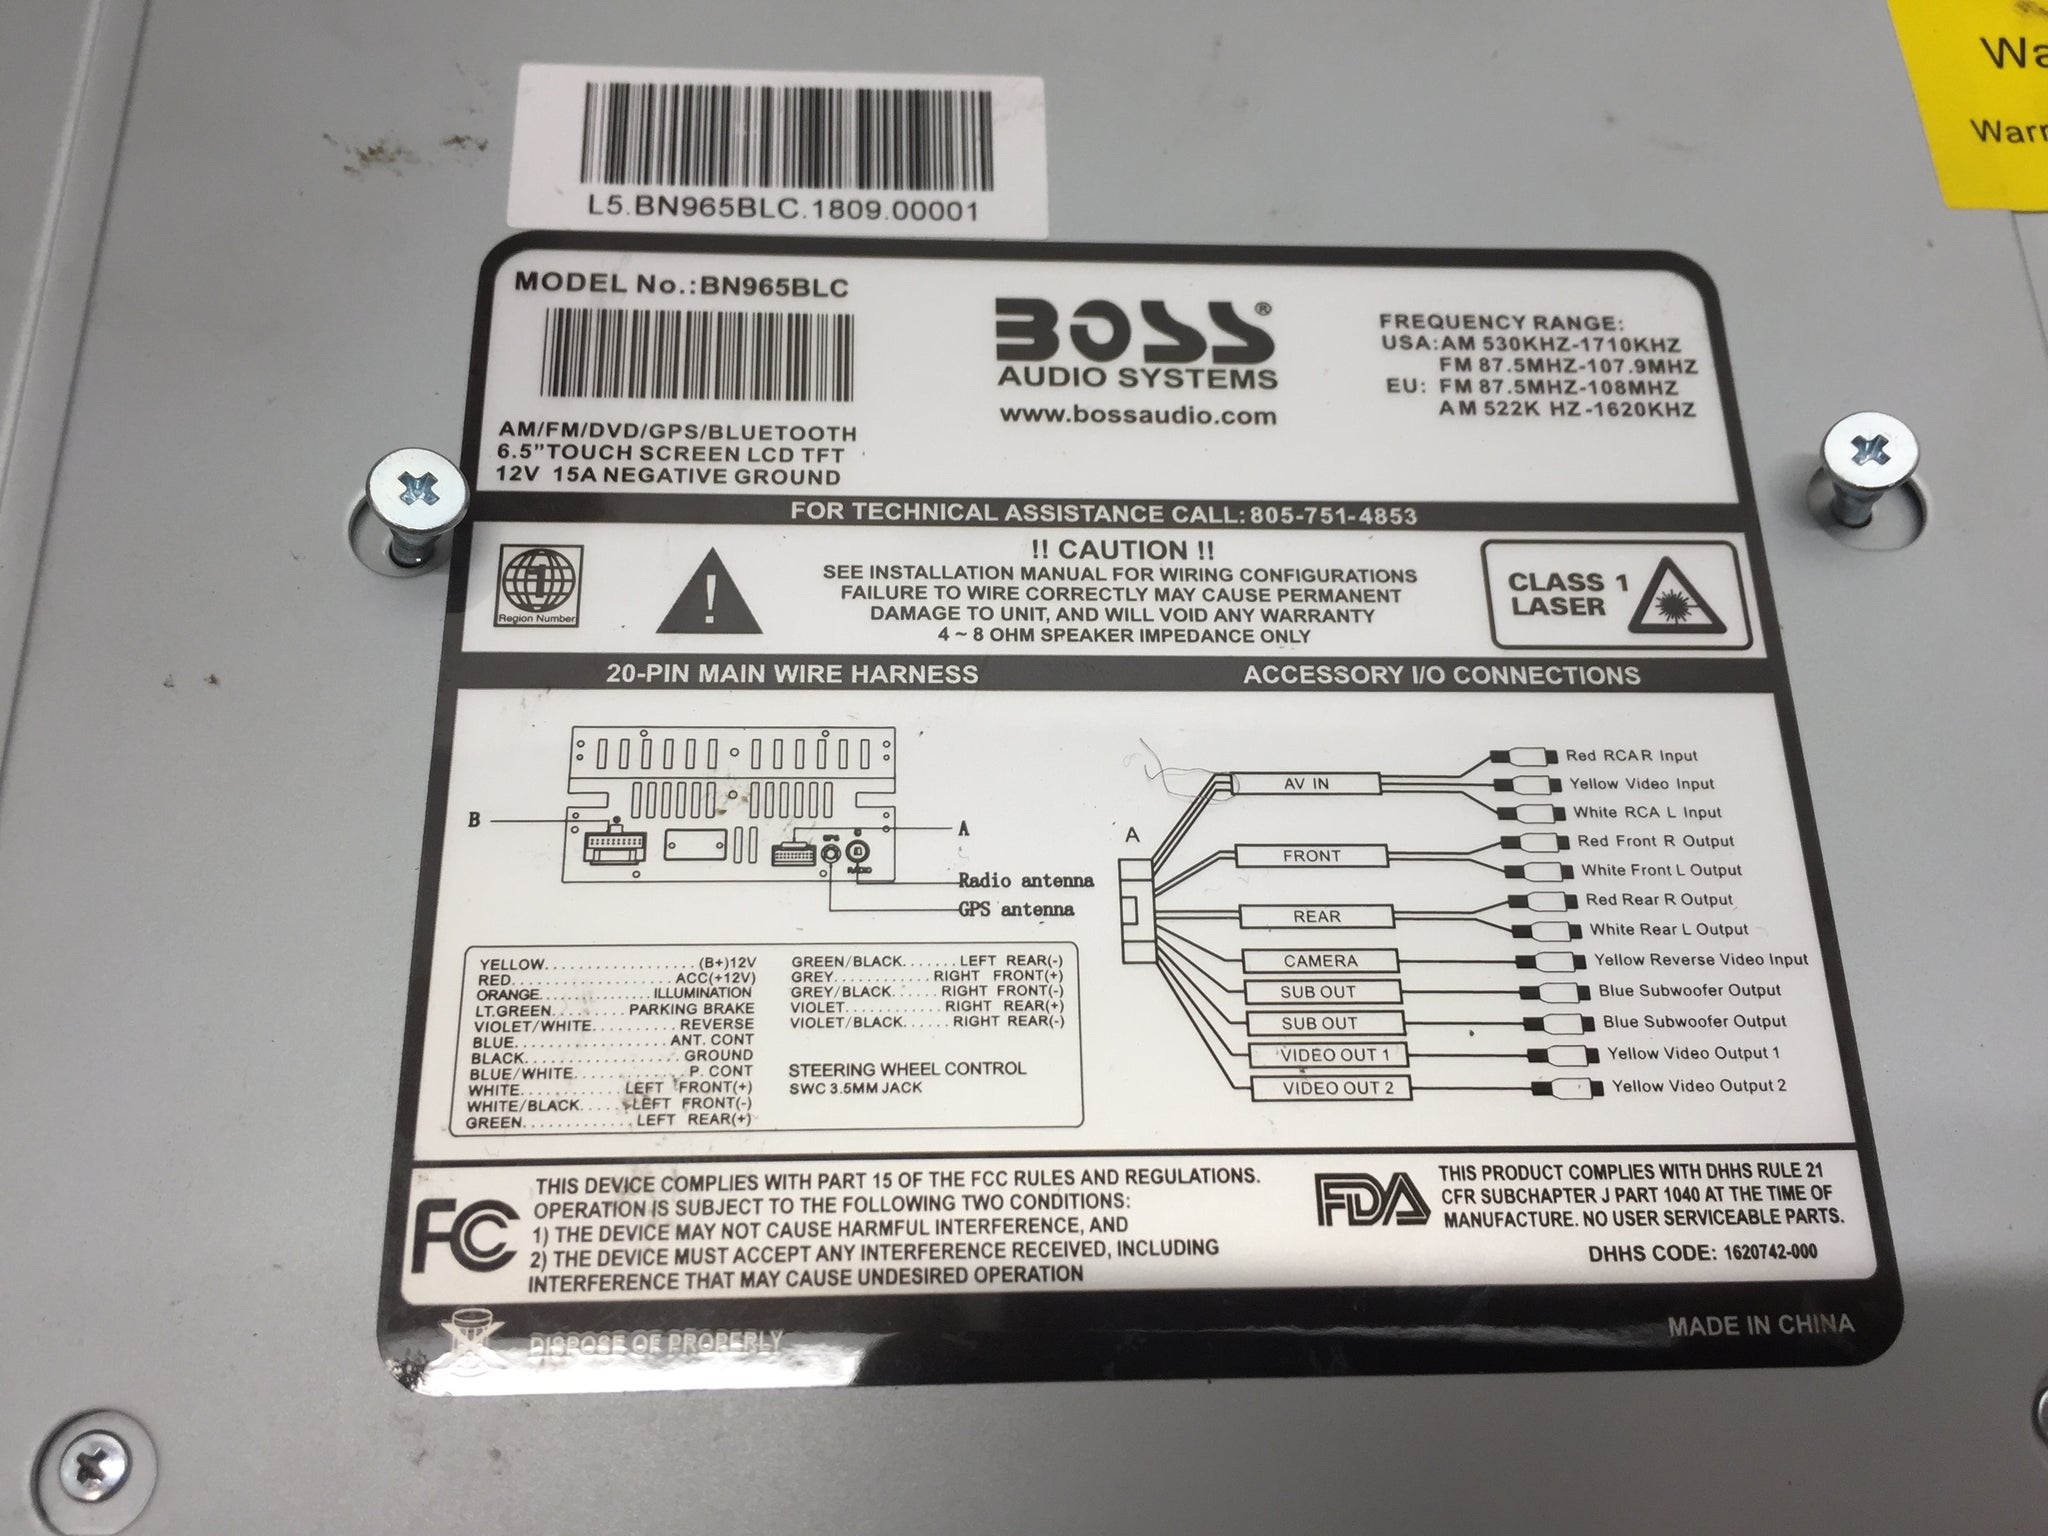 L5.BN965BLC.1809.00001
MODEL No.:BN965BLC
AM/FM/DVD/GPS/BLUETOOTH
6.5"TOUCH SCREEN LCD TFT
12V 15A NEGATIVE GROUND
BOSS®
AUDIO SYSTEMS
www.bossaudio.com
FREQUENCY RANGE:
USA:AM 530KHZ-1710KHZ
FM 87.5MHZ-107.9MHZ
EU: FM 87.5MHZ-108MHZ
AM 522K HZ-1620KHZ
FOR TECHNICAL ASSISTANCE CALL:805-751-4853
1
Region Number
!! CAUTION !!
SEE INSTALLATION MANUAL FOR WIRING CONFIGURATIONS
FAILURE TO WIRE CORRECTLY MAY CAUSE PERMANENT
DAMAGE TO UNIT, AND WILL VOID ANY WARRANTY
4 ~ 8 OHM SPEAKER IMPEDANCE ONLY
CLASS 1
LASER
20-PIN MAIN WIRE HARNESS
B
A
GPS
RADIO
Radio antenna
GPS antenna
YELLOW....................(B+)12V
RED....................ACC(+12V)
ORANGE..............ILLUMINATION
LT.GREEN..........PARKING BRAKE
VIOLET/WHITE...........REVERSE
BLUE....................ANT. CONT
BLACK....................GROUND
BLUE/WHITE..............P. CONT
WHITE.............LEFT FRONT(+)
WHITE/BLACK.....LEFT FRONT(-)
GREEN..............LEFT REAR(+)
GREEN/BLACK.......LEFT REAR(-)
GREY..............RIGHT FRONT(+)
GREY/BLACK......RIGHT FRONT(-)
VIOLET............RIGHT REAR(+)
VIOLET/BLACK.....RIGHT REAR(-)
STEERING WHEEL CONTROL
SWC 3.5MM JACK
ACCESSORY I/O CONNECTIONS
A
AV IN
Red RCA R Input
Yellow Video Input
White RCA L Input
FRONT
Red Front R Output
White Front L Output
REAR
Red Rear R Output
White Rear L Output
CAMERA
Yellow Reverse Video Input
SUB OUT
Blue Subwoofer Output
SUB OUT
Blue Subwoofer Output
VIDEO OUT 1
Yellow Video Output 1
VIDEO OUT 2
Yellow Video Output 2
FC
THIS DEVICE COMPLIES WITH PART 15 OF THE FCC RULES AND REGULATIONS.
OPERATION IS SUBJECT TO THE FOLLOWING TWO CONDITIONS:
1) THE DEVICE MAY NOT CAUSE HARMFUL INTERFERENCE, AND
2) THE DEVICE MUST ACCEPT ANY INTERFERENCE RECEIVED, INCLUDING
INTERFERENCE THAT MAY CAUSE UNDESIRED OPERATION
FDA
THIS PRODUCT COMPLIES WITH DHHS RULE 21
CFR SUBCHAPTER J PART 1040 AT THE TIME OF
MANUFACTURE. NO USER SERVICEABLE PARTS.
DHHS CODE: 1620742-000
DISPOSE OF PROPERLY
MADE IN CHINA